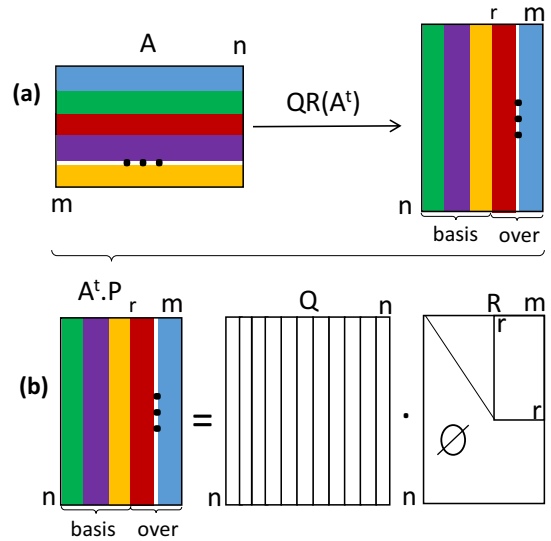 A n
r m
(a)
QR(Aᵗ)
m
n
basis over
Aᵗ.P
r m
Q n
R m
r
(b)
=
.
r
∅
n
n
n
basis over